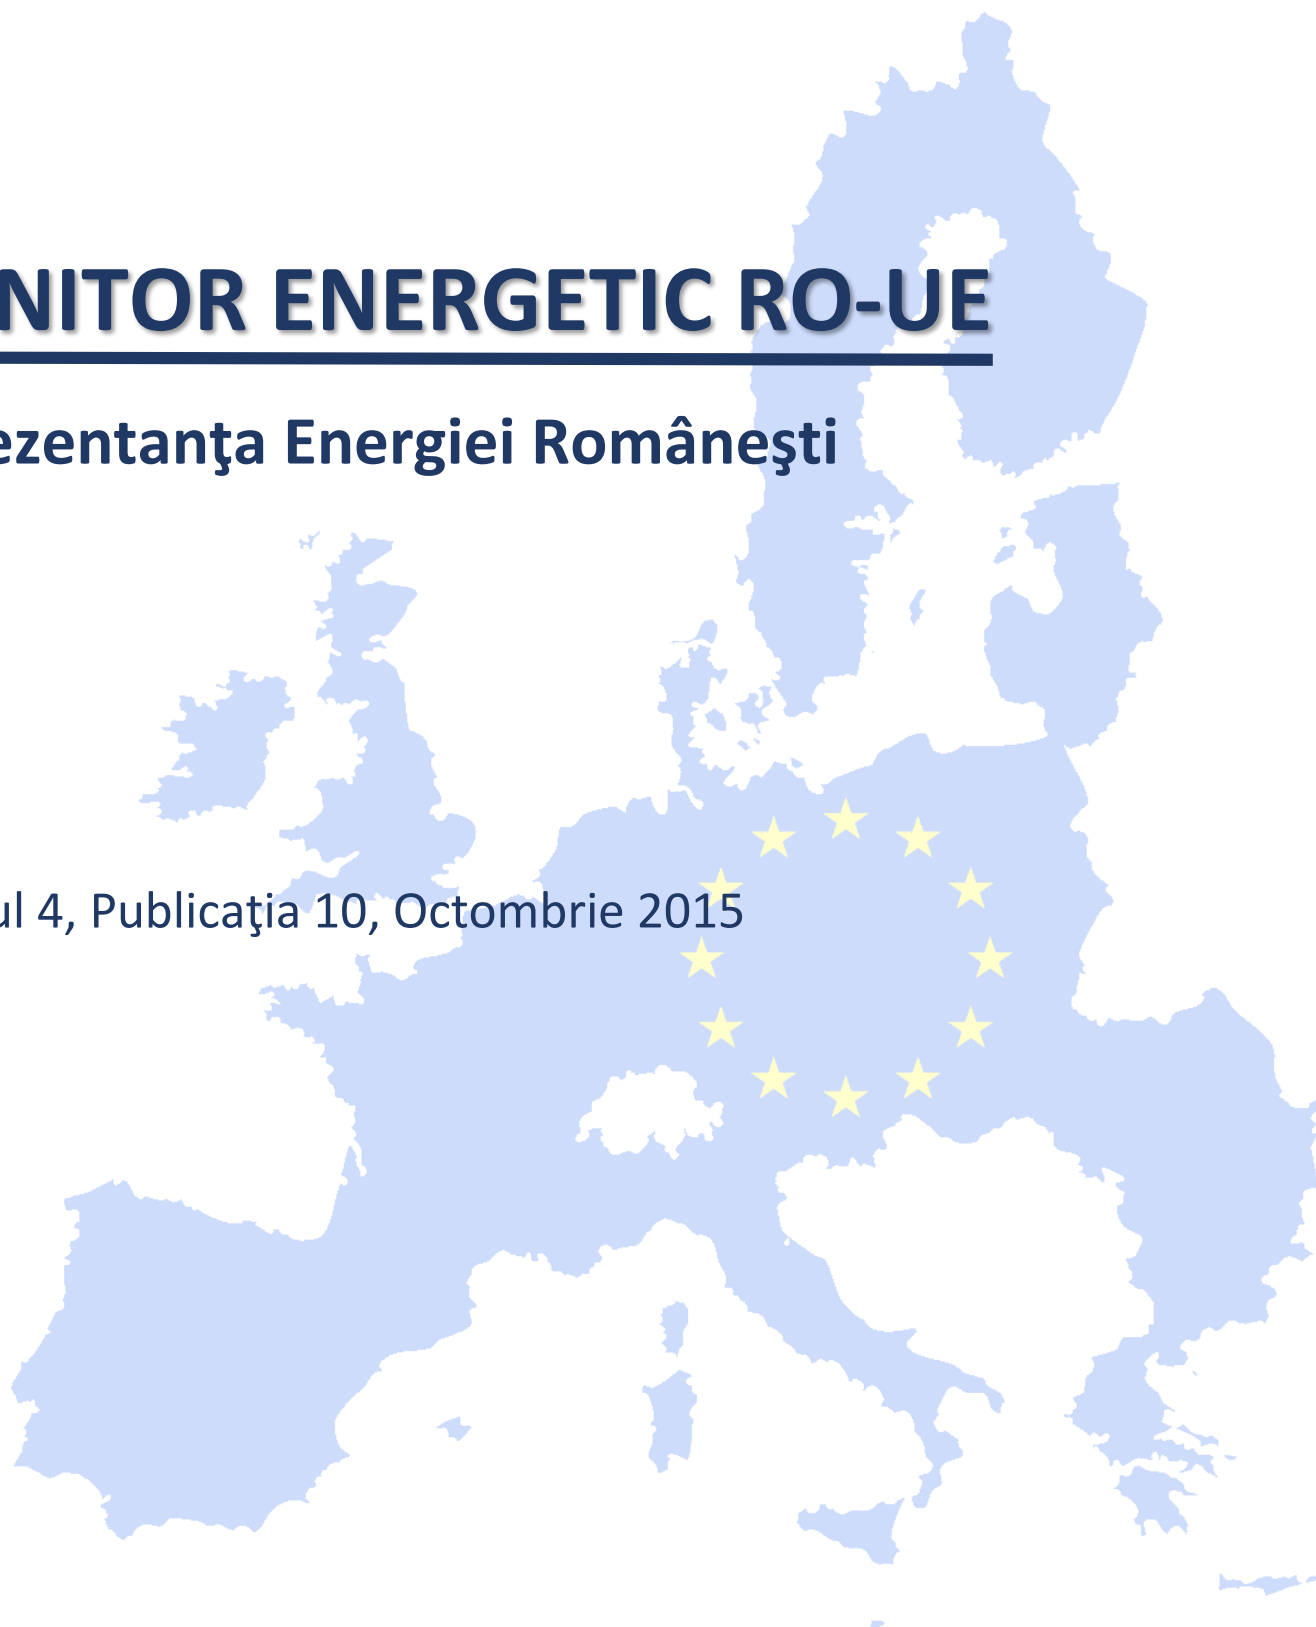 NITOR ENERGETIC RO-UE
ezentanţa Energiei Româneşti
ul 4, Publicaţia 10, Octombrie 2015